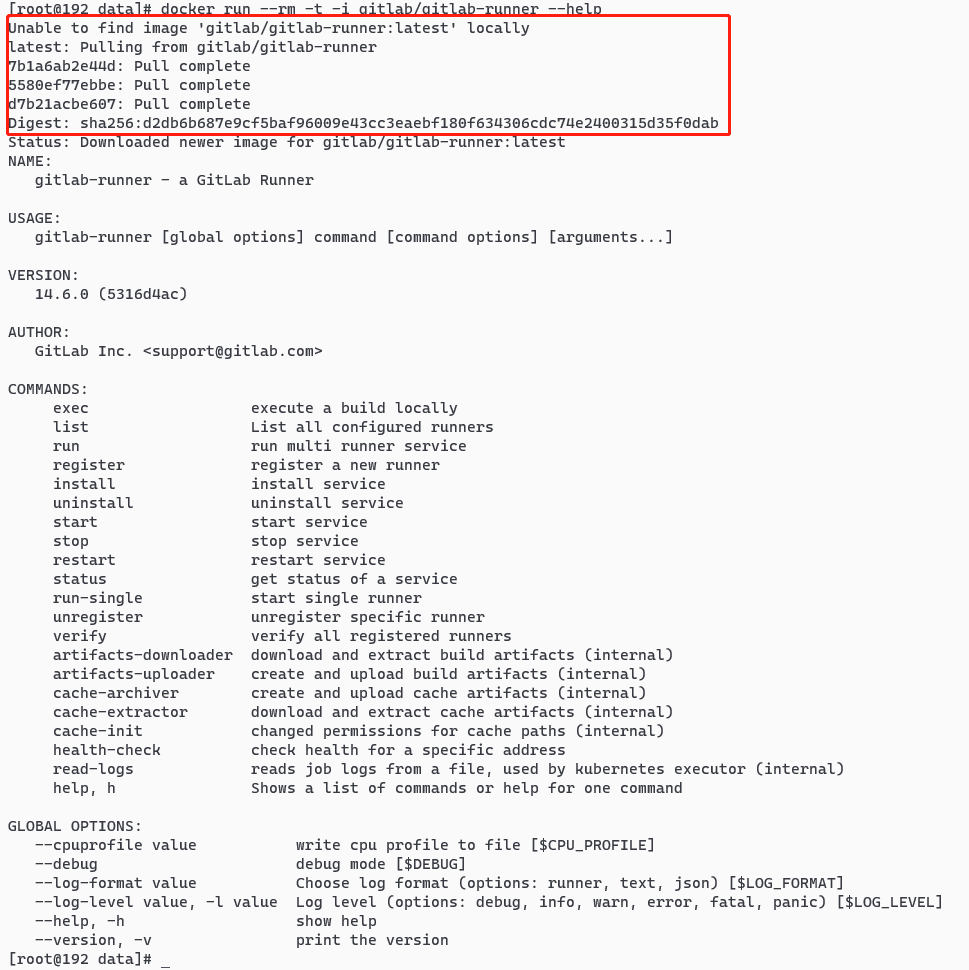 [root@192 data]# docker run --rm -t -i gitlab/gitlab-runner --help
Unable to find image 'gitlab/gitlab-runner:latest' locally
latest: Pulling from gitlab/gitlab-runner
7b1a6ab2e44d: Pull complete
5580ef77ebbe: Pull complete
d7b21acbe607: Pull complete
Digest: sha256:d2db6b687e9cf5baf96009e43cc3eaebf180f634306cdc74e2400315d35f0dab
Status: Downloaded newer image for gitlab/gitlab-runner:latest
NAME:
   gitlab-runner - a GitLab Runner

USAGE:
   gitlab-runner [global options] command [command options] [arguments...]

VERSION:
   14.6.0 (5316d4ac)

AUTHOR:
   GitLab Inc. <support@gitlab.com>

COMMANDS:
     exec                  execute a build locally
     list                  List all configured runners
     run                   run multi runner service
     register              register a new runner
     install               install service
     uninstall             uninstall service
     start                 start service
     stop                  stop service
     restart               restart service
     status                get status of a service
     run-single            start single runner
     unregister            unregister specific runner
     verify                verify all registered runners
     artifacts-downloader  download and extract build artifacts (internal)
     artifacts-uploader    create and upload build artifacts (internal)
     cache-archiver        create and upload cache artifacts (internal)
     cache-extractor       download and extract cache artifacts (internal)
     cache-init            changed permissions for cache paths (internal)
     health-check          check health for a specific address
     read-logs             reads job logs from a file, used by kubernetes executor (internal)
     help, h               Shows a list of commands or help for one command

GLOBAL OPTIONS:
   --cpuprofile value           write cpu profile to file [$CPU_PROFILE]
   --debug                      debug mode [$DEBUG]
   --log-format value           Choose log format (options: runner, text, json) [$LOG_FORMAT]
   --log-level value, -l value  Log level (options: debug, info, warn, error, fatal, panic) [$LOG_LEVEL]
   --help, -h                   show help
   --version, -v                print the version
[root@192 data]# _